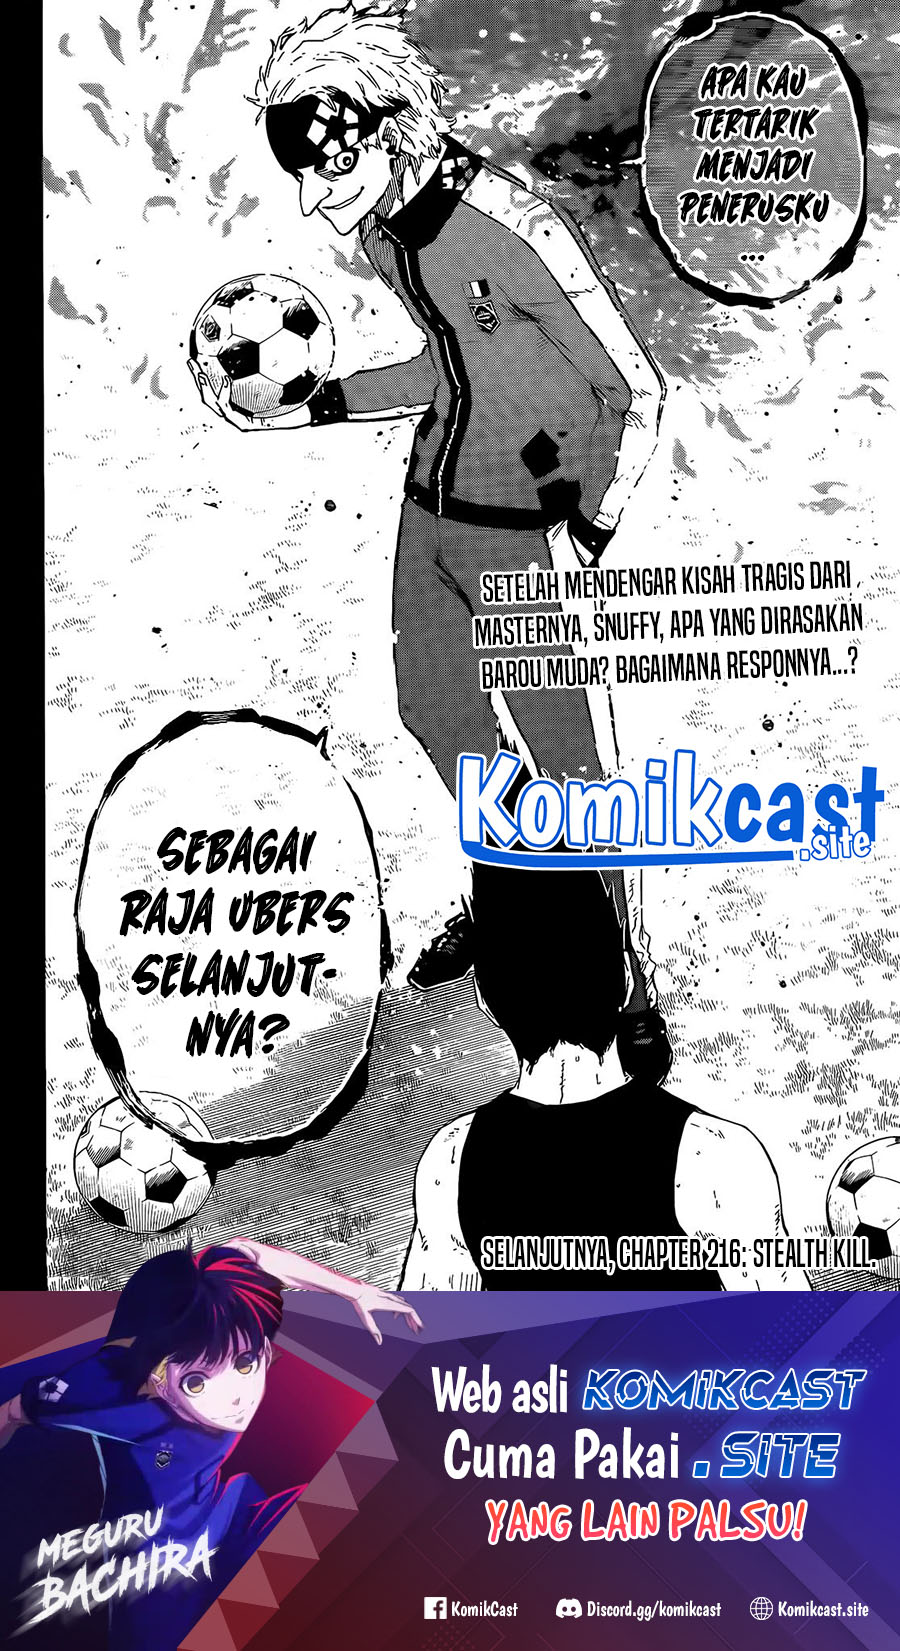 APA KAU
TERTARIK
MENJADI
PENERUSKU
...
SETELAH MENDENGAR KISAH TRAGIS DARI
MASTERNYA, SNUFFY, APA YANG DIRASAKAN
BAROU MUDA? BAGAIMANA RESPONNYA...?
Komikcast
.site
SEBAGAI
RAJA UBERS
SELANJUT-
NYA?
SELANJUTNYA, CHAPTER 216: STEALTH KILL.
Web asli KOMIKCAST
Cuma Pakai .SITE
YANG LAIN PALSU!
MEGURU
BACHIRA
KomikCast
Discord.gg/komikcast
Komikcast.site